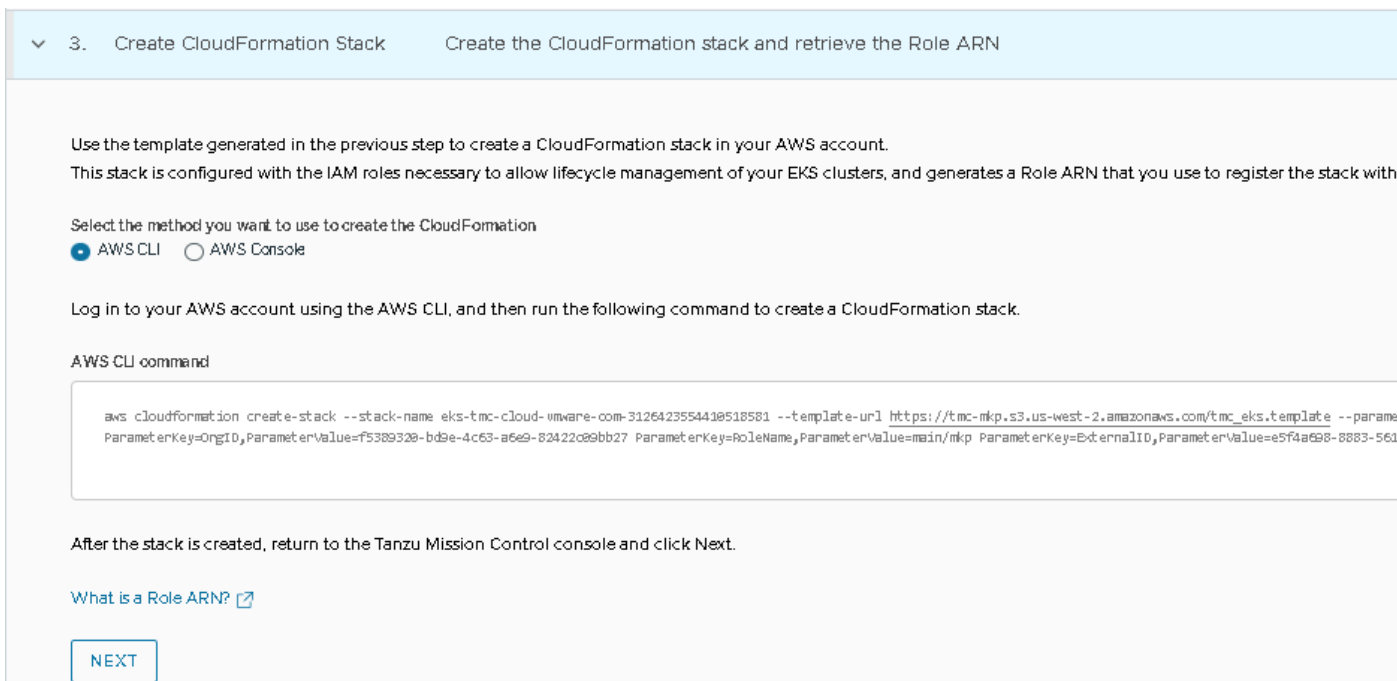 3. Create CloudFormation Stack Create the CloudFormation stack and retrieve the Role ARN
Use the template generated in the previous step to create a CloudFormation stack in your AWS account.
This stack is configured with the IAM roles necessary to allow lifecycle management of your EKS clusters, and generates a Role ARN that you use to register the stack with
Select the method you want to use to create the CloudFormation
AWS CLI AWS Console
Log in to your AWS account using the AWS CLI, and then run the following command to create a CloudFormation stack.
AWS CLI command
aws cloudformation create-stack --stack-name eks-tmc-cloud-vmware-com-3126423554410518581 --template-url https://tmc-mkp.s3.us-west-2.amazonaws.com/tmc_eks.template --parame
ParameterKey=OrgID,ParameterValue=f5389320-bd9e-4c63-a6e9-82422c09bb27 ParameterKey=RoleName,ParameterValue=main/mkp ParameterKey=ExternalID,ParameterValue=e5f4a698-8883-561
After the stack is created, return to the Tanzu Mission Control console and click Next.
What is a Role ARN?
NEXT